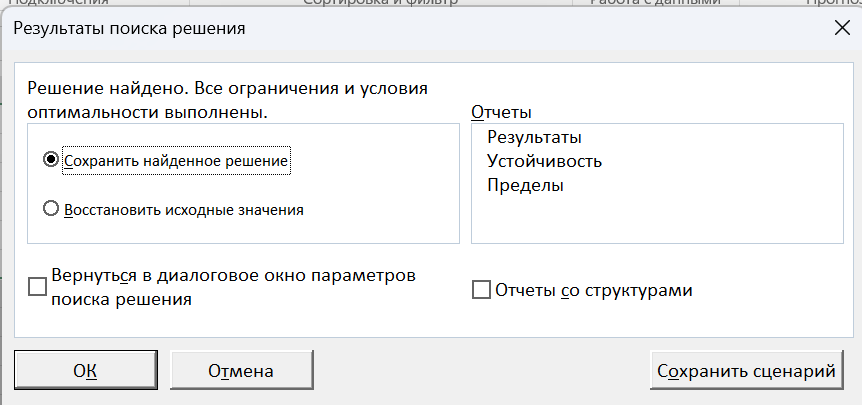 Подключения
Сортировка и фильтр
Работа с данными
Прогноз
Результаты поиска решения
Решение найдено. Все ограничения и условия
оптимальности выполнены.
Отчеты
Сохранить найденное решение
Результаты
Устойчивость
Пределы
Восстановить исходные значения
Вернуться в диалоговое окно параметров
поиска решения
Отчеты со структурами
ОК
Отмена
Сохранить сценарий